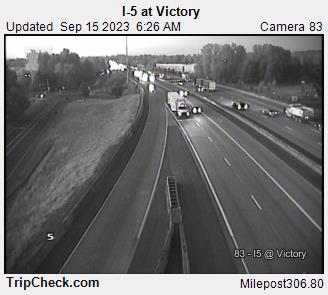 I-5 at Victory
Updated Sep 15 2023 6:26 AM Camera 83
S
83 - I5 @ Victory
TripCheck.com Milepost306.80